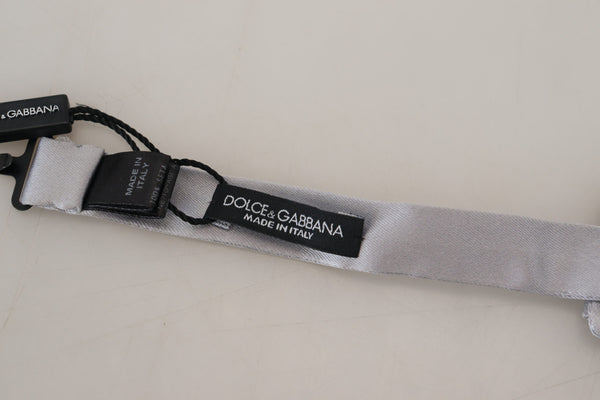 & GABBANA
MADE IN
ITALY
DOLCE & GABBANA
MADE IN ITALY